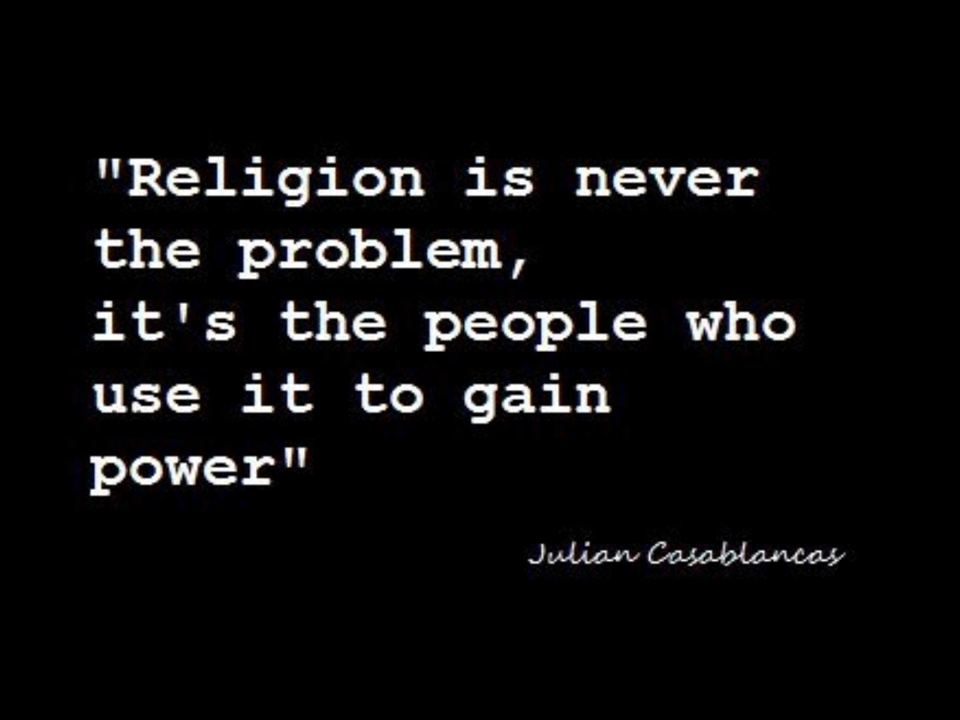 "Religion is never
the problem,
it's the people who
use it to gain
power"
Julian Casablancas